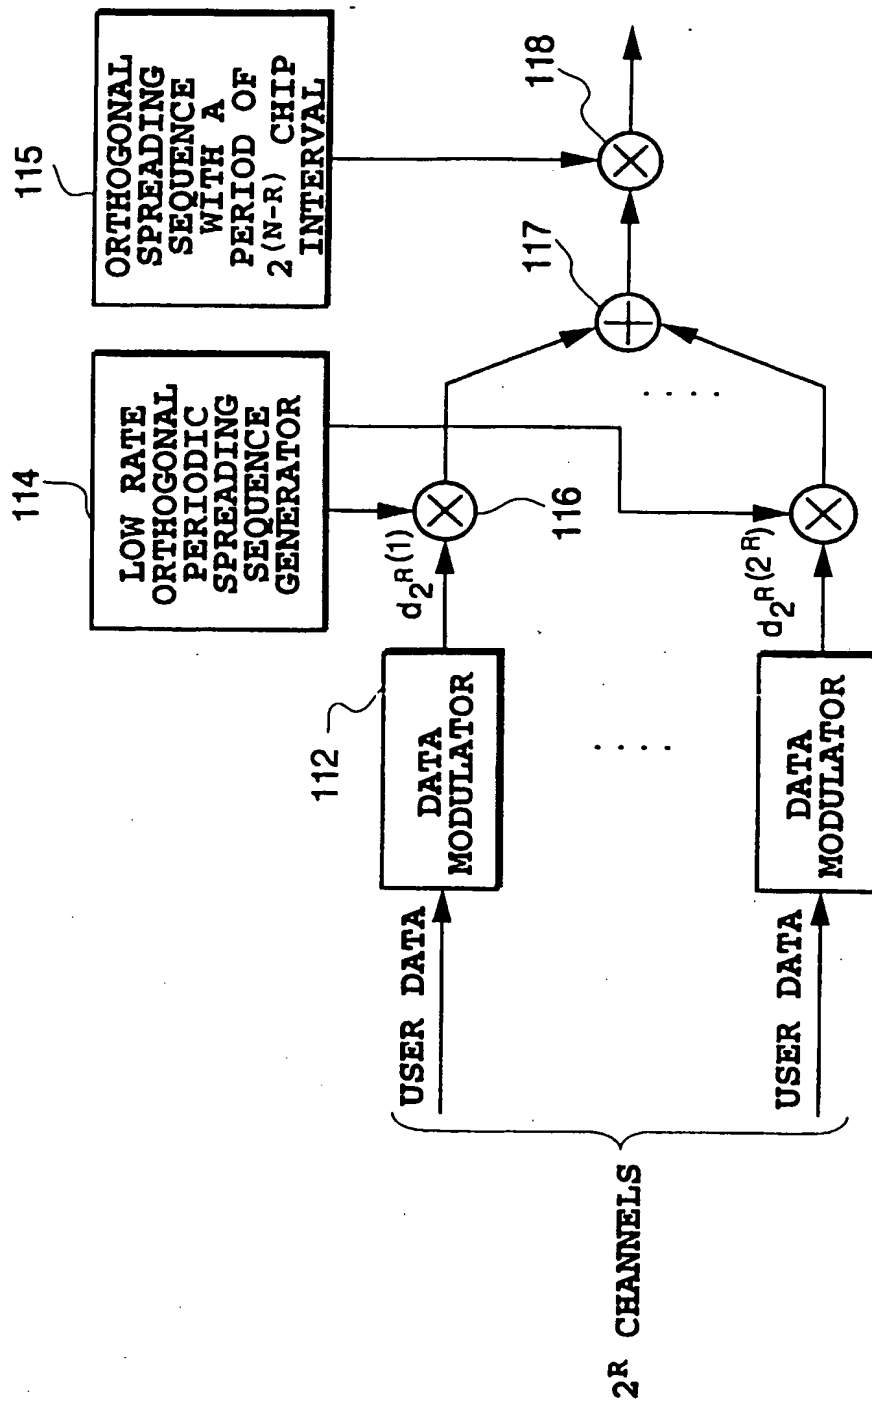 115
ORTHOGONAL
SPREADING
SEQUENCE
WITH A
PERIOD OF
2(N-R) CHIP
INTERVAL
114
LOW RATE
ORTHOGONAL
PERIODIC
SPREADING
SEQUENCE
GENERATOR
118
117
116
d2R(1)
d2R(2R)
112
DATA
MODULATOR
DATA
MODULATOR
USER DATA
USER DATA
2R CHANNELS